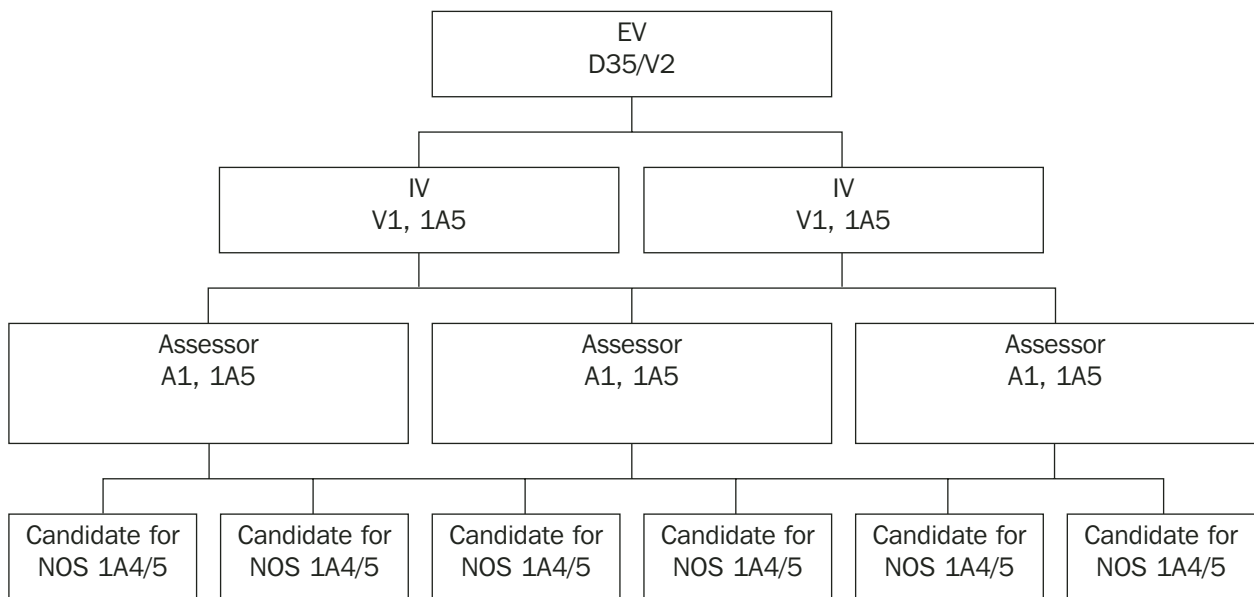 EV
D35/V2
IV
V1, 1A5
IV
V1, 1A5
Assessor
A1, 1A5
Assessor
A1, 1A5
Assessor
A1, 1A5
Candidate for
NOS 1A4/5
Candidate for
NOS 1A4/5
Candidate for
NOS 1A4/5
Candidate for
NOS 1A4/5
Candidate for
NOS 1A4/5
Candidate for
NOS 1A4/5